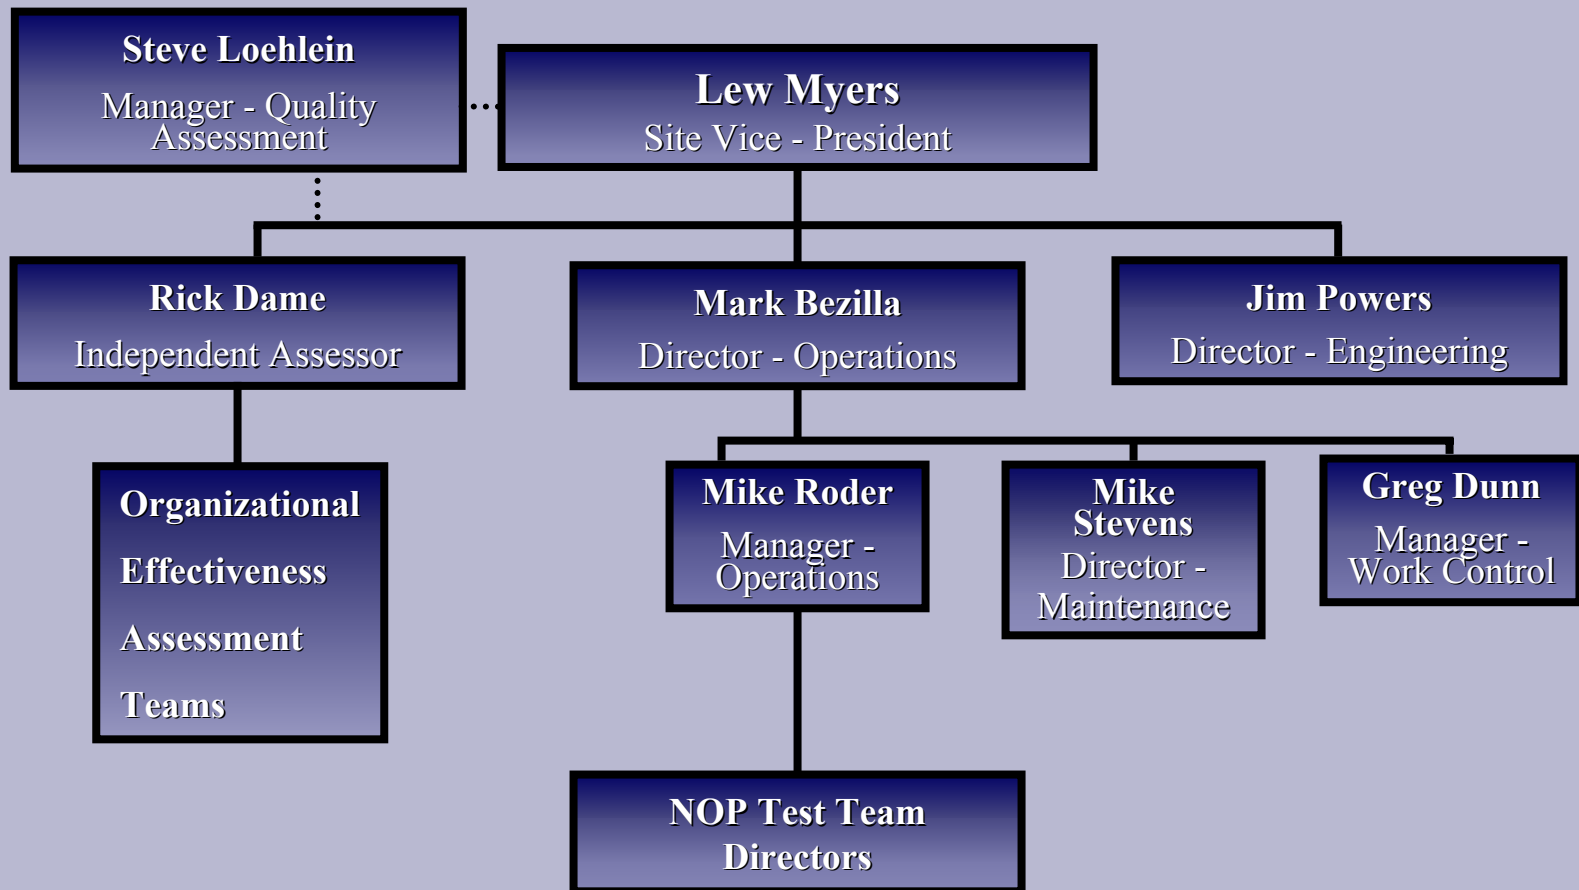 Steve Loehlein
Manager - Quality
Assessment
Lew Myers
Site Vice - President
Rick Dame
Independent Assessor
Mark Bezilla
Director - Operations
Jim Powers
Director - Engineering
Organizational
Effectiveness
Assessment
Teams
Mike Roder
Manager -
Operations
Mike
Stevens
Director -
Maintenance
Greg Dunn
Manager -
Work Control
NOP Test Team
Directors